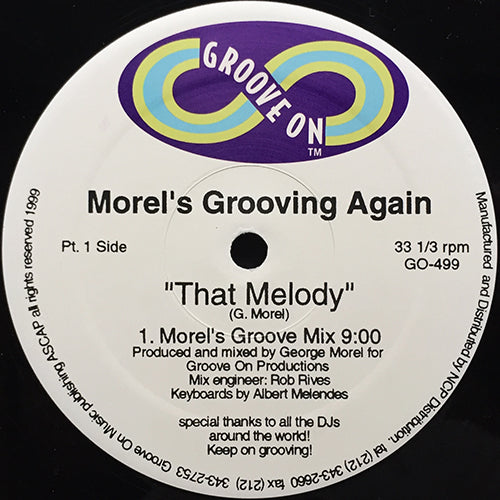 GROOVE ON
TM
Morel's Grooving Again
Pt. 1 Side
33 1/3 rpm
GO-499
"That Melody"
(G. Morel)
1. Morel's Groove Mix 9:00
Produced and mixed by George Morel for
Groove On Productions
Mix engineer: Rob Rives
Keyboards by Albert Melendes
special thanks to all the DJs
around the world!
Keep on grooving!
Manufactured and Distributed by NCP Distribution. tel (212) 343-2660 fax (212) 343-2753 Groove On Music publishing ASCAP all rights reserved 1999